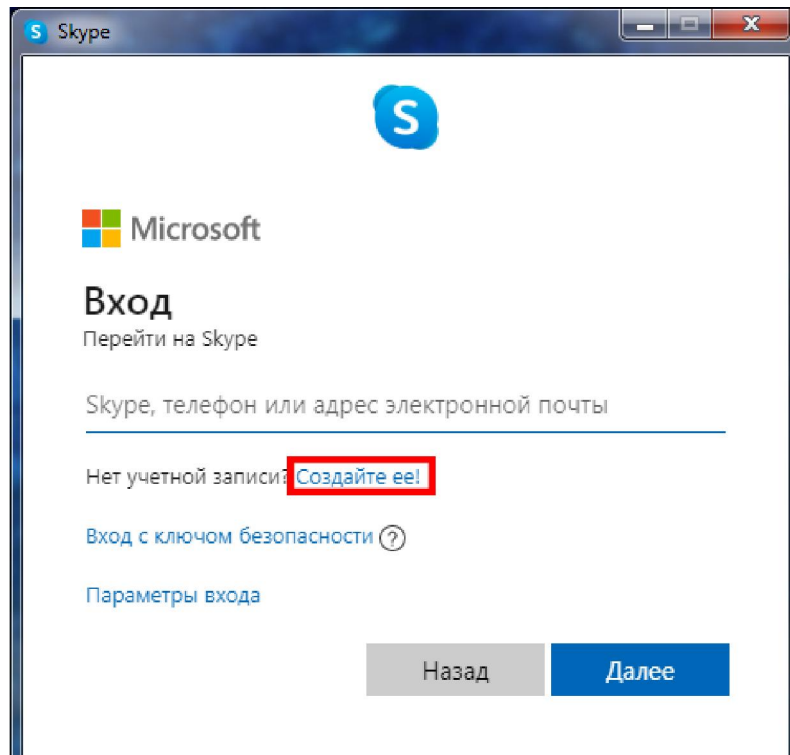 Skype
Microsoft
Вход
Перейти на Skype
Skype, телефон или адрес электронной почты
Нет учетной записи? Создайте ее!
Вход с ключом безопасности ?
Параметры входа
Назад Далее